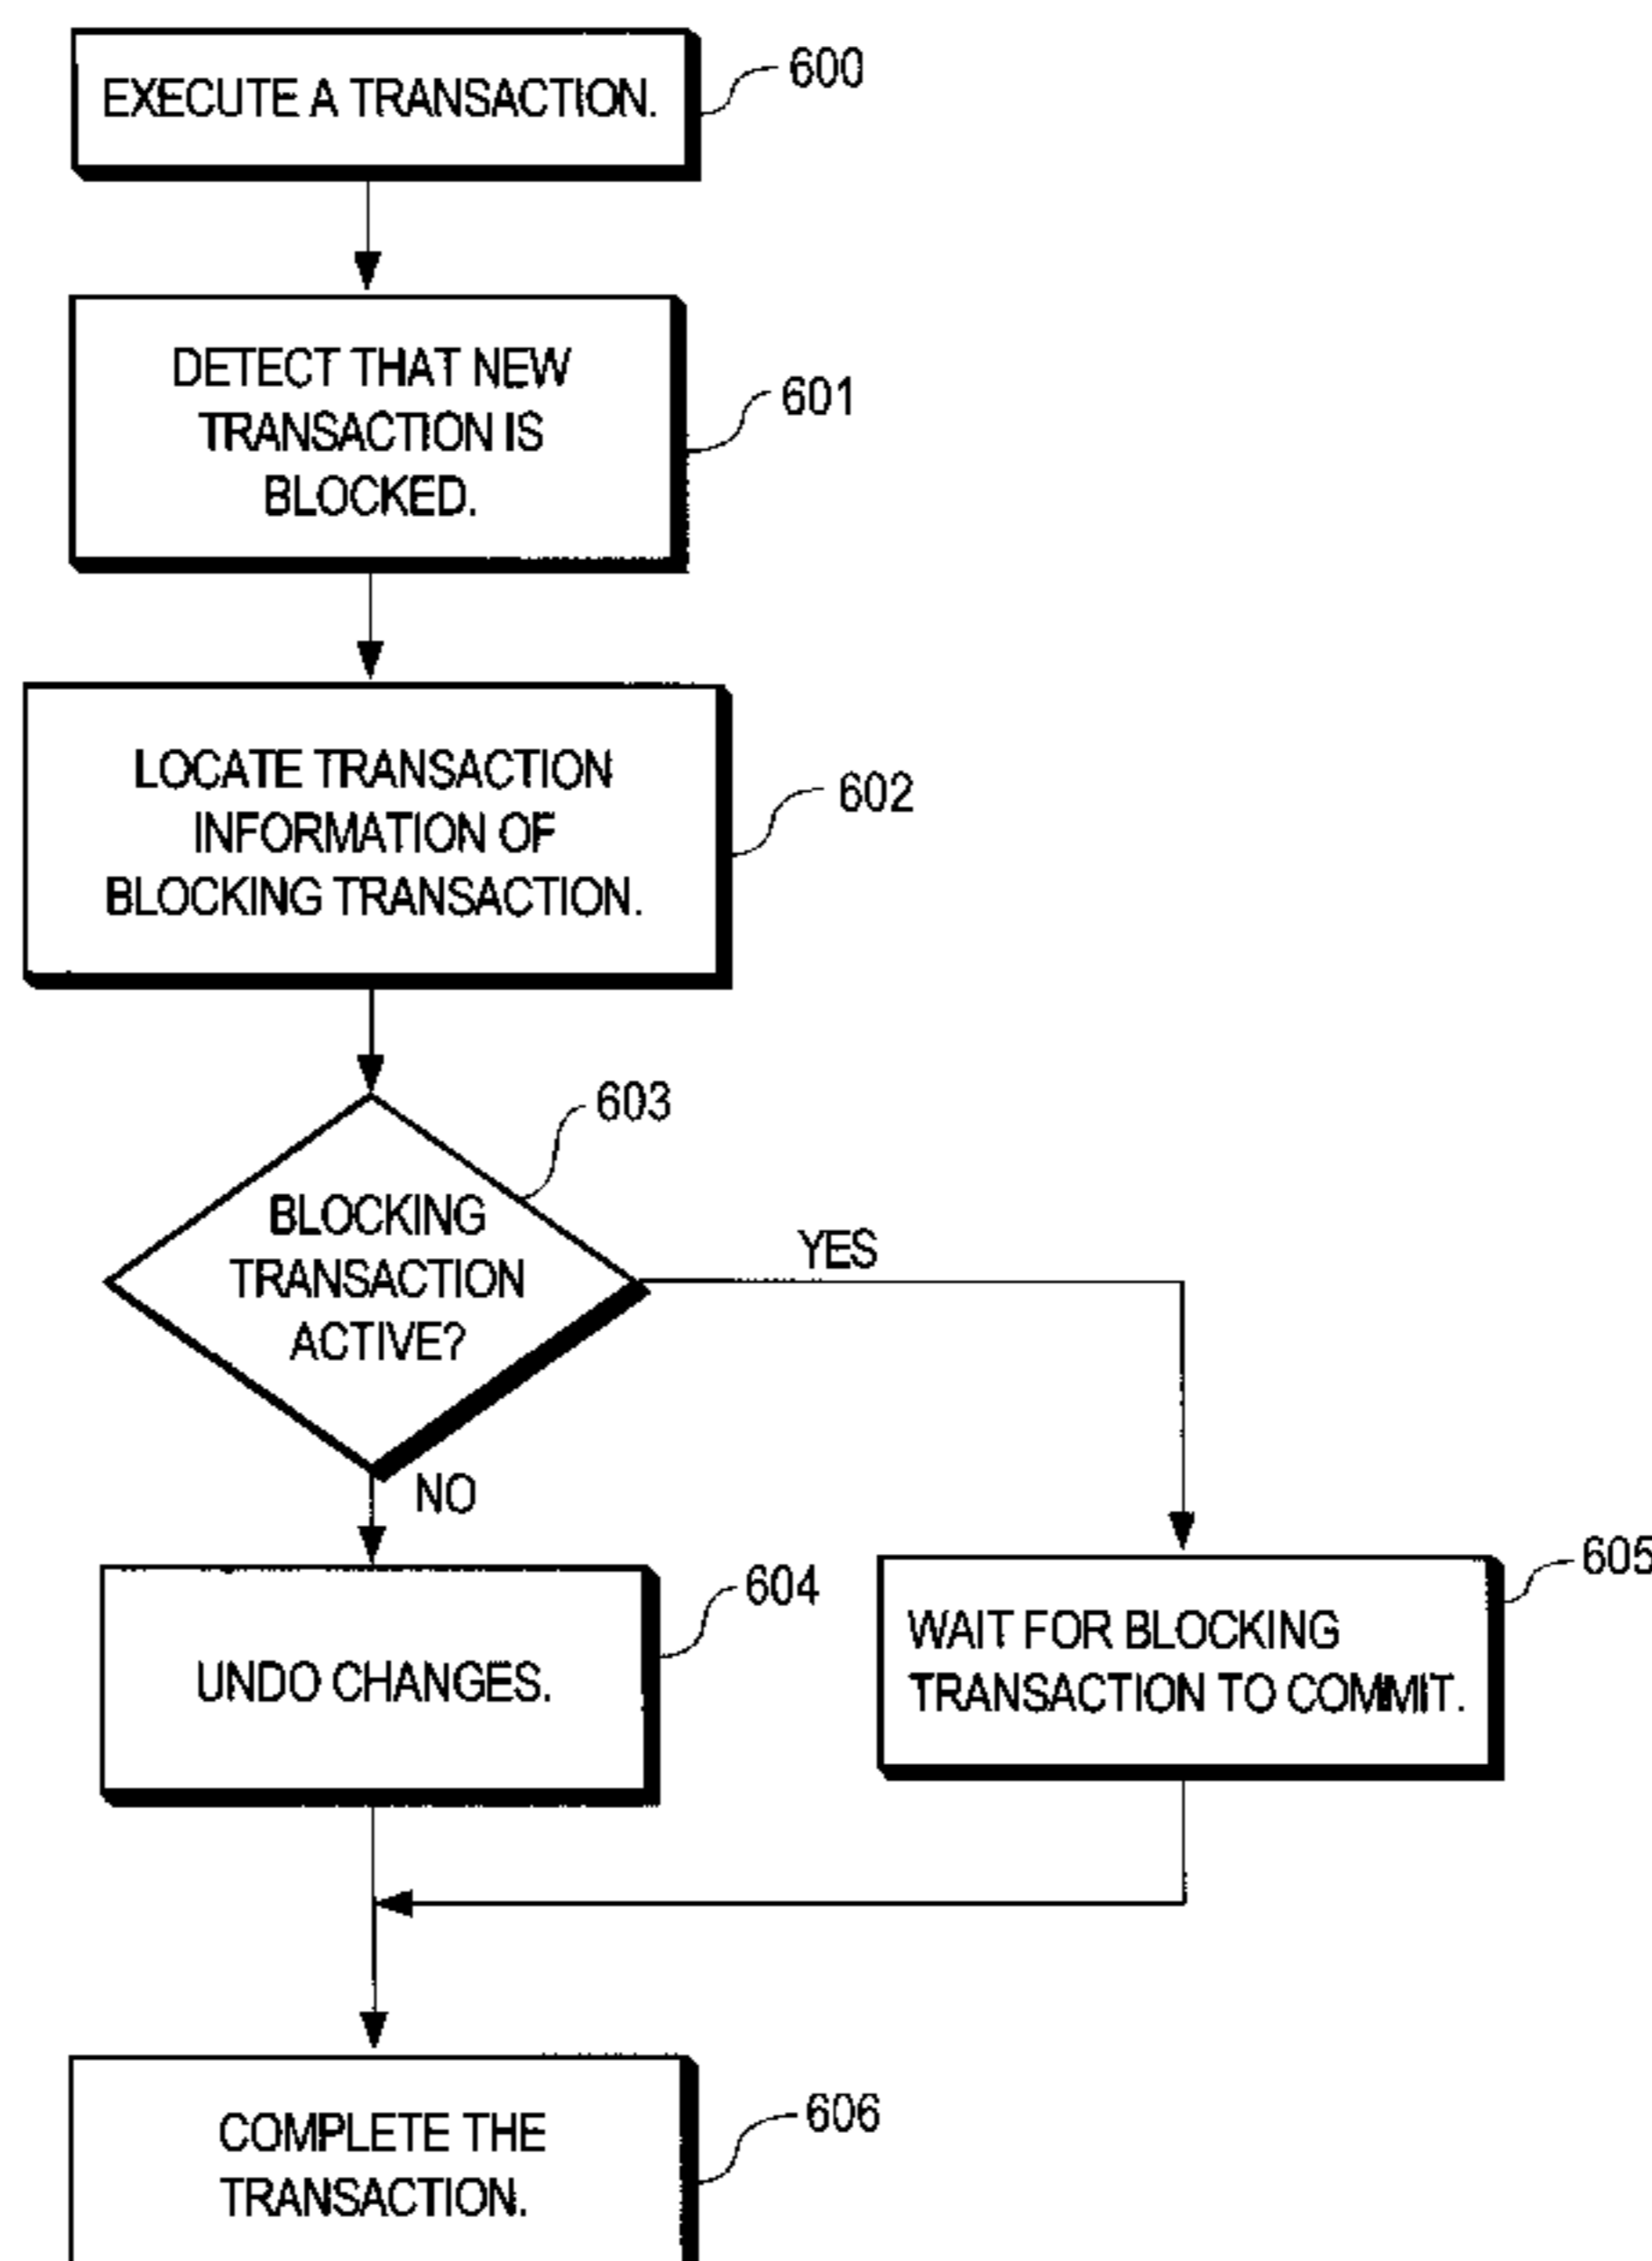 EXECUTE A TRANSACTION.
600
DETECT THAT NEW
TRANSACTION IS
BLOCKED.
601
LOCATE TRANSACTION
INFORMATION OF
BLOCKING TRANSACTION.
602
603
BLOCKING
TRANSACTION
ACTIVE?
YES
NO
UNDO CHANGES.
604
WAIT FOR BLOCKING
TRANSACTION TO COMMIT.
605
COMPLETE THE
TRANSACTION.
606